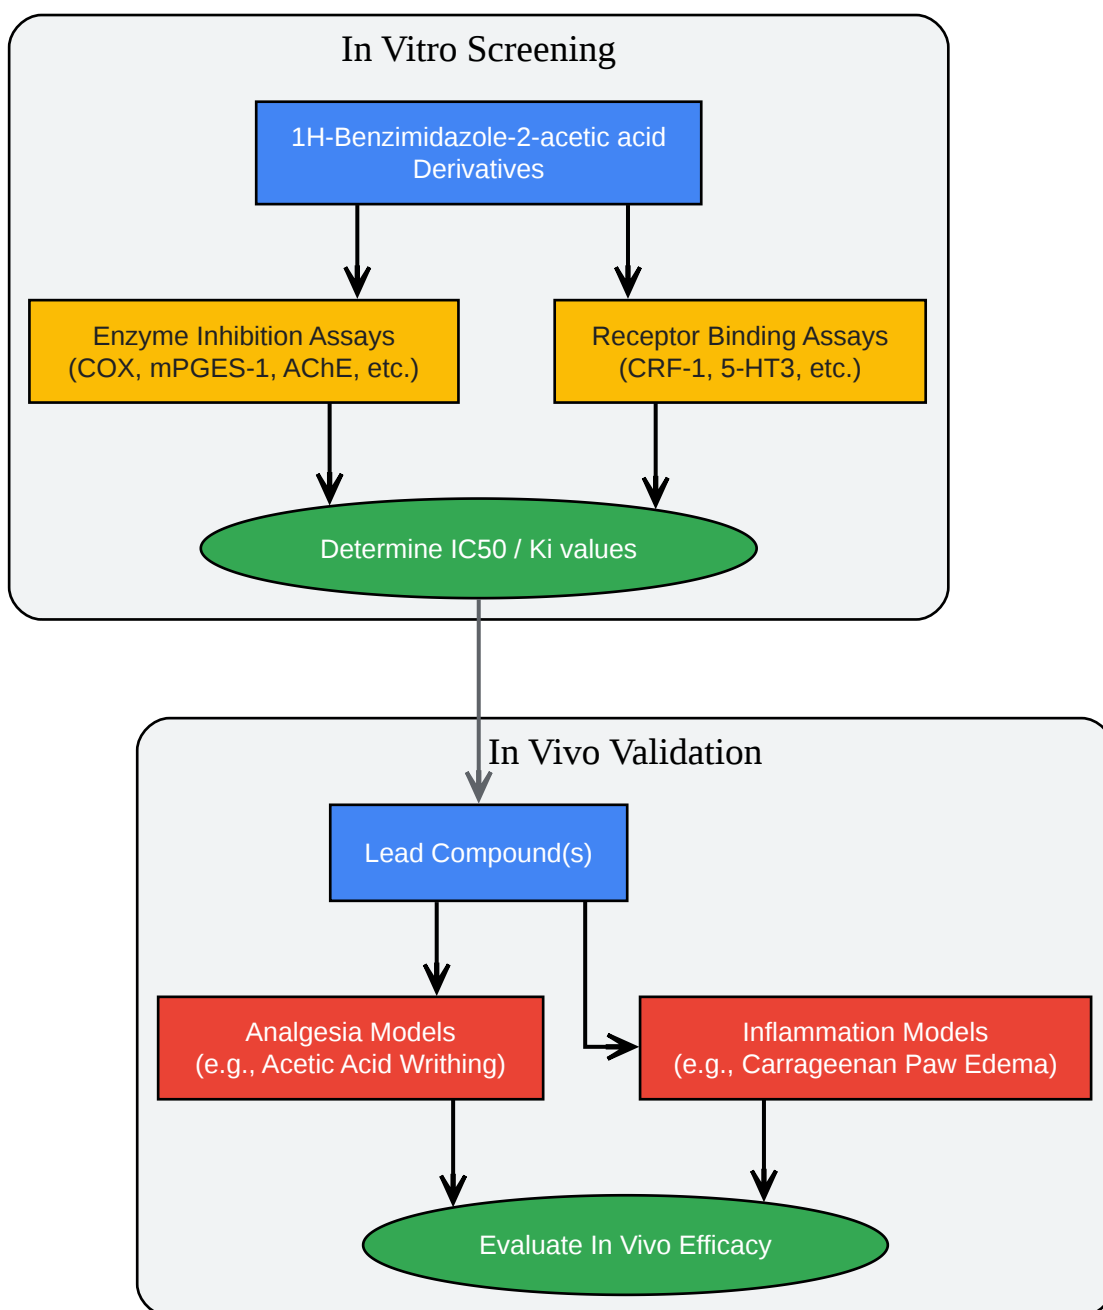 In Vitro Screening
1H-Benzimidazole-2-acetic acid
Derivatives
Enzyme Inhibition Assays
(COX, mPGES-1, AChE, etc.)
Receptor Binding Assays
(CRF-1, 5-HT3, etc.)
Determine IC50 / Ki values
In Vivo Validation
Lead Compound(s)
Analgesia Models
(e.g., Acetic Acid Writhing)
Inflammation Models
(e.g., Carrageenan Paw Edema)
Evaluate In Vivo Efficacy